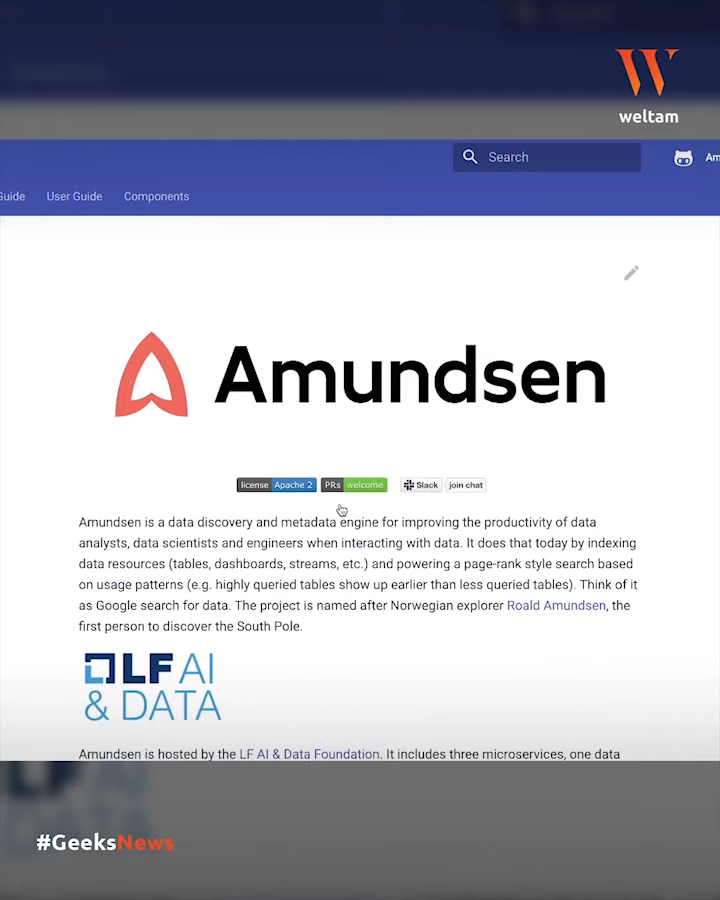 weltam
Search
Am
Guide User Guide Components
Amundsen
license Apache 2 PRs welcome Slack join chat
Amundsen is a data discovery and metadata engine for improving the productivity of data
analysts, data scientists and engineers when interacting with data. It does that today by indexing
data resources (tables, dashboards, streams, etc.) and powering a page-rank style search based
on usage patterns (e.g. highly queried tables show up earlier than less queried tables). Think of it
as Google search for data. The project is named after Norwegian explorer Roald Amundsen, the
first person to discover the South Pole.
LF AI
& DATA
Amundsen is hosted by the LF AI & Data Foundation. It includes three microservices, one data
#GeeksNews